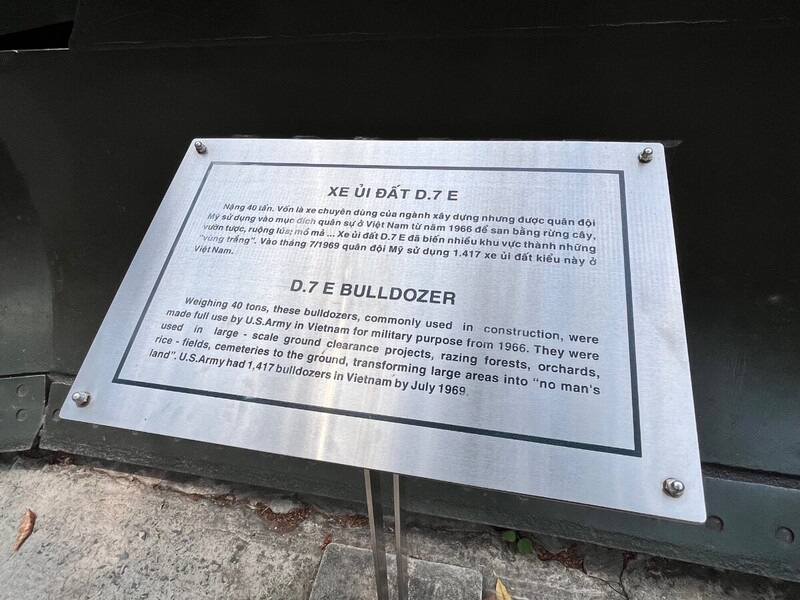 XE ỦI ĐẤT D.7 E
Nặng 40 tấn. Vốn là xe chuyên dùng của ngành xây dựng nhưng được quân đội
Mỹ sử dụng vào mục đích quân sự ở Việt Nam từ năm 1966 để san bằng rừng cây,
vườn tược, ruộng lúa; mồ mả ... Xe ủi đất D.7 E đã biến nhiều khu vực thành những
"vùng trắng". Vào tháng 7/1969 quân đội Mỹ sử dụng 1.417 xe ủi đất kiểu này ở
Việt Nam.
D.7 E BULLDOZER
Weighing 40 tons, these bulldozers, commonly used in construction, were
made full use by U.S.Army in Vietnam for military purpose from 1966. They were
used in large - scale ground clearance projects, razing forests, orchards,
rice - fields, cemeteries to the ground, transforming large areas into "no man's
land". U.S.Army had 1,417 bulldozers in Vietnam by July 1969.